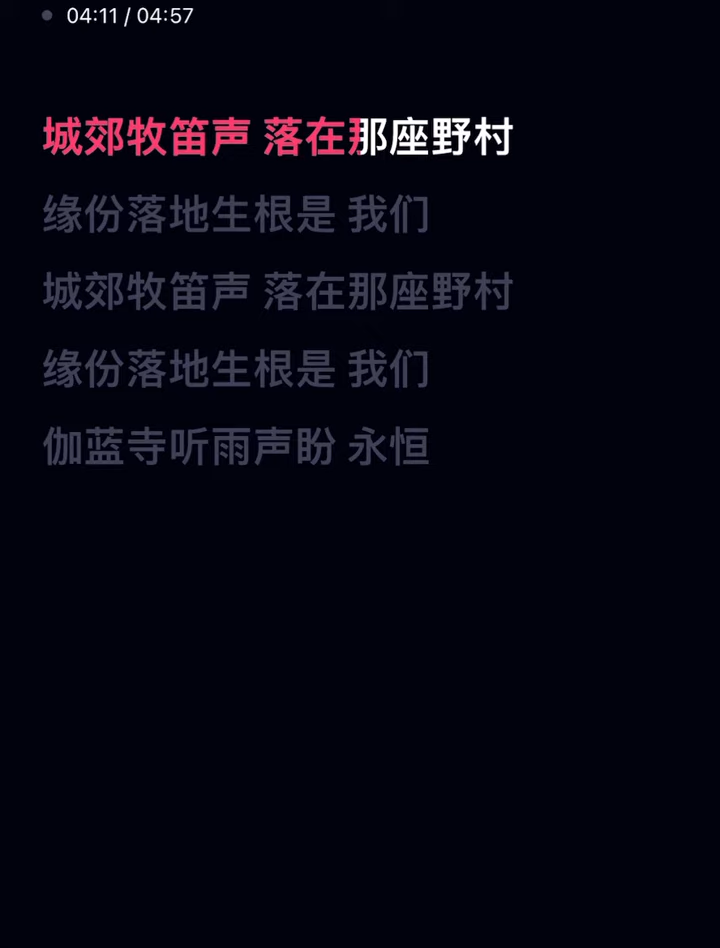 04:11 / 04:57
城郊牧笛声 落在那座野村
缘份落地生根是 我们
城郊牧笛声 落在那座野村
缘份落地生根是 我们
伽蓝寺听雨声盼 永恒